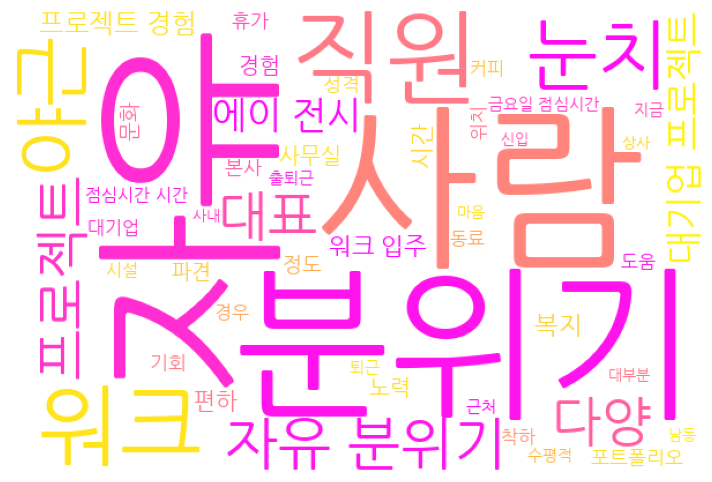 프로젝트 경험
휴가
직원
눈치
야근
자유
경험
커피
성격
에이 전시
금요일 점심시간
지금
대기업 프로젝트
문화
사람
시간
위치
신입
상사
사무실
본사
출퇴근
점심시간 시간
사내
대표
마음
대기업
워크 입주
동료
프로젝트
시설
파견
정도
도움
분위기
경우
복지
기회
퇴근
대부분
워크
편하
노력
근처
다양
자유 분위기
착하
남동
수평적
포트폴리오